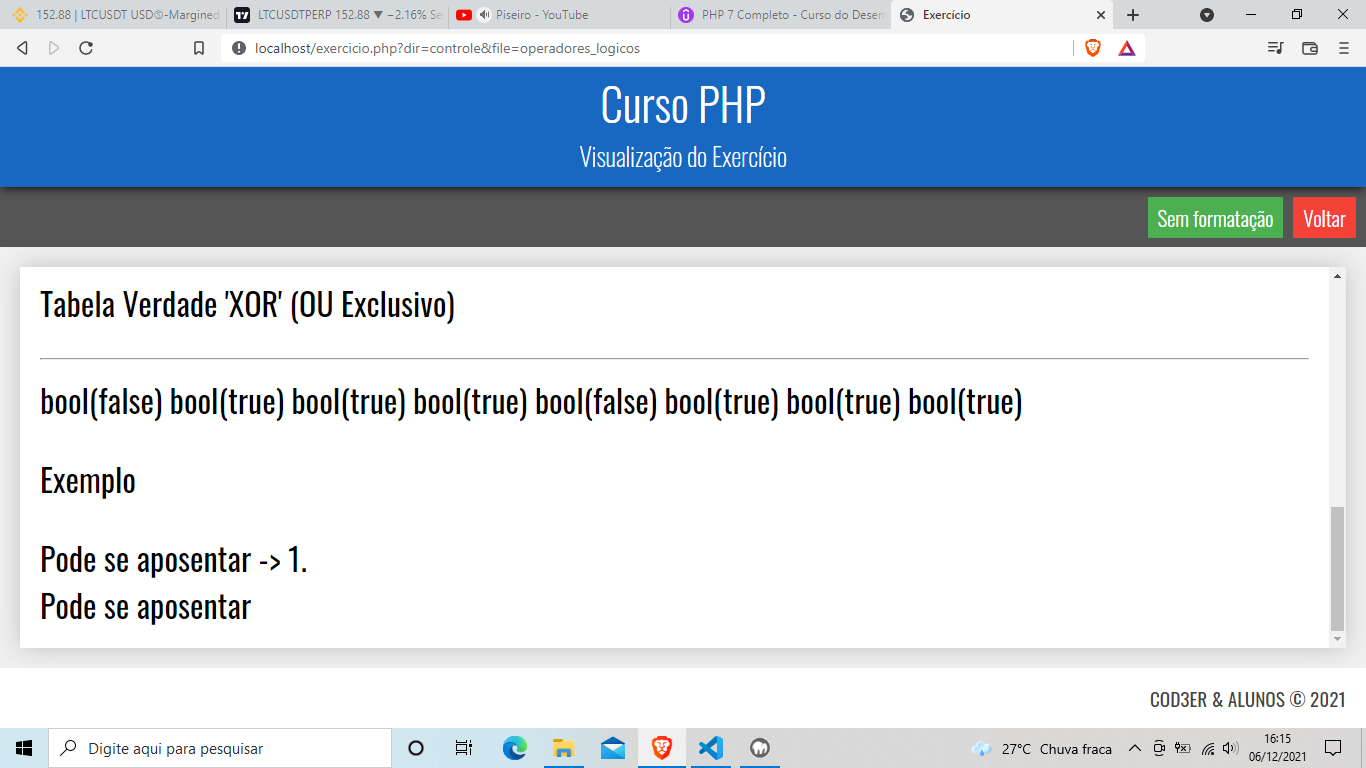 152.88 | LTCUSDT USDⓈ-Margined
LTCUSDTPERP 152.88 ▼ −2.16% Se
Piseiro - YouTube
PHP 7 Completo - Curso do Desen
Exercício
localhost/exercicio.php?dir=controle&file=operadores_logicos
Curso PHP
Visualização do Exercício
Sem formatação
Voltar
Tabela Verdade 'XOR' (OU Exclusivo)
bool(false) bool(true) bool(true) bool(true) bool(false) bool(true) bool(true) bool(true)
Exemplo
Pode se aposentar -> 1.
Pode se aposentar
COD3ER & ALUNOS © 2021
Digite aqui para pesquisar
27°C Chuva fraca
16:15
06/12/2021